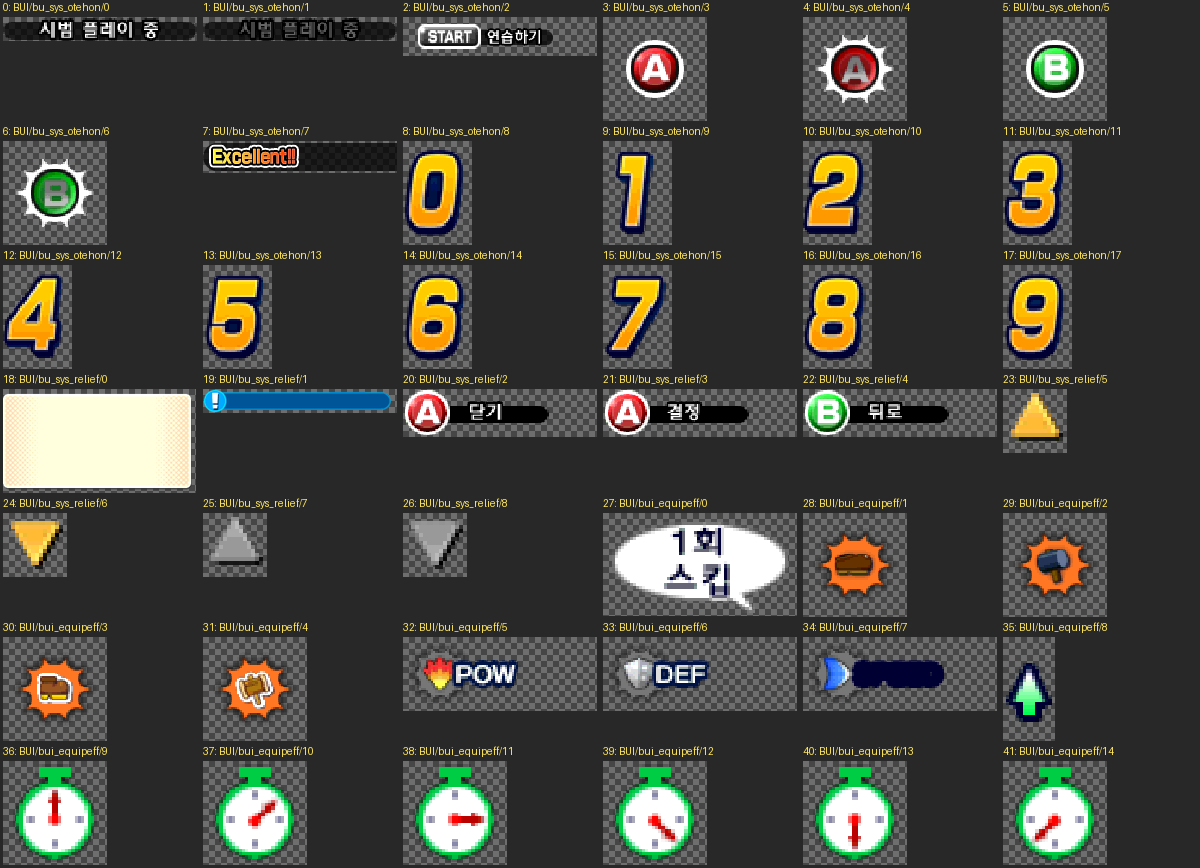 0: BUI/bu_sys_otehon/0
시범 플레이 중
1: BUI/bu_sys_otehon/1
시범 플레이 중
2: BUI/bu_sys_otehon/2
START 연습하기
3: BUI/bu_sys_otehon/3
A
4: BUI/bu_sys_otehon/4
A
5: BUI/bu_sys_otehon/5
B
6: BUI/bu_sys_otehon/6
B
7: BUI/bu_sys_otehon/7
Excellent!!
8: BUI/bu_sys_otehon/8
0
9: BUI/bu_sys_otehon/9
1
10: BUI/bu_sys_otehon/10
2
11: BUI/bu_sys_otehon/11
3
12: BUI/bu_sys_otehon/12
4
13: BUI/bu_sys_otehon/13
5
14: BUI/bu_sys_otehon/14
6
15: BUI/bu_sys_otehon/15
7
16: BUI/bu_sys_otehon/16
8
17: BUI/bu_sys_otehon/17
9
18: BUI/bu_sys_relief/0
19: BUI/bu_sys_relief/1
!
20: BUI/bu_sys_relief/2
A 닫기
21: BUI/bu_sys_relief/3
A 결정
22: BUI/bu_sys_relief/4
B 뒤로
23: BUI/bu_sys_relief/5
24: BUI/bu_sys_relief/6
25: BUI/bu_sys_relief/7
26: BUI/bu_sys_relief/8
27: BUI/bui_equipeff/0
1회
스킵
28: BUI/bui_equipeff/1
29: BUI/bui_equipeff/2
30: BUI/bui_equipeff/3
31: BUI/bui_equipeff/4
32: BUI/bui_equipeff/5
POW
33: BUI/bui_equipeff/6
DEF
34: BUI/bui_equipeff/7
35: BUI/bui_equipeff/8
36: BUI/bui_equipeff/9
37: BUI/bui_equipeff/10
38: BUI/bui_equipeff/11
39: BUI/bui_equipeff/12
40: BUI/bui_equipeff/13
41: BUI/bui_equipeff/14